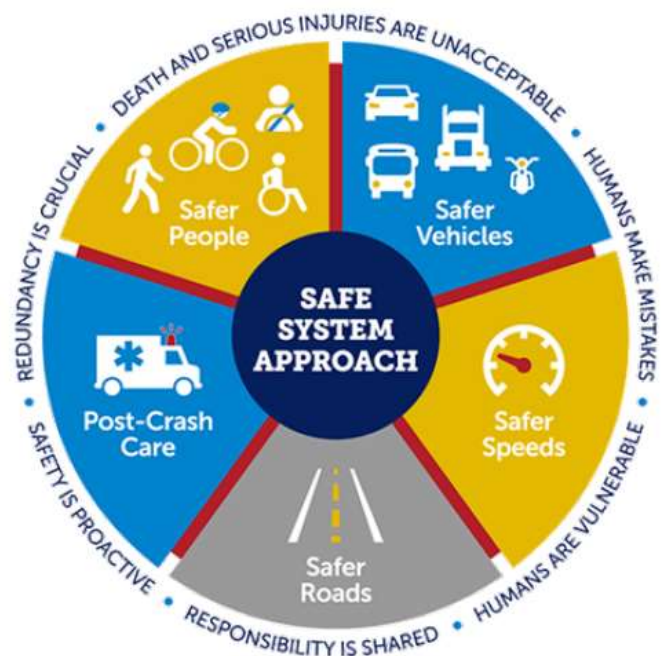 DEATH AND SERIOUS INJURIES ARE UNACCEPTABLE
HUMANS MAKE MISTAKES
HUMANS ARE VULNERABLE
RESPONSIBILITY IS SHARED
SAFETY IS PROACTIVE
REDUNDANCY IS CRUCIAL
Safer
People
Safer
Vehicles
SAFE
SYSTEM
APPROACH
Post-Crash
Care
Safer
Speeds
Safer
Roads